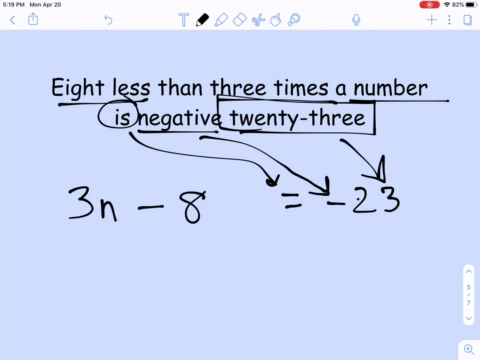 5:19 PM Mon Apr 20
82%
Eight less than three times a number
is negative twenty-three
3n - 8 = -23
5
/
7